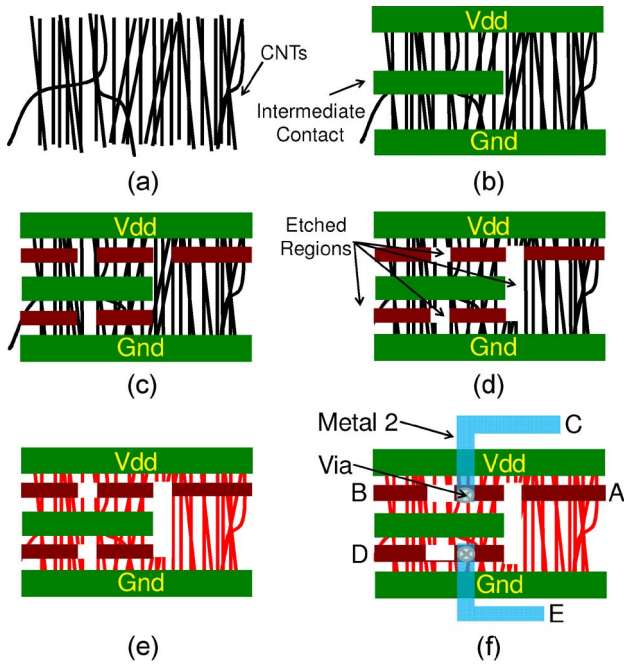 CNTs
(a)
Vdd
Intermediate
Contact
Gnd
(b)
Vdd
Gnd
(c)
Etched
Regions
Vdd
Gnd
(d)
Vdd
Gnd
(e)
Metal 2
C
Via
Vdd
B
A
D
Gnd
E
(f)